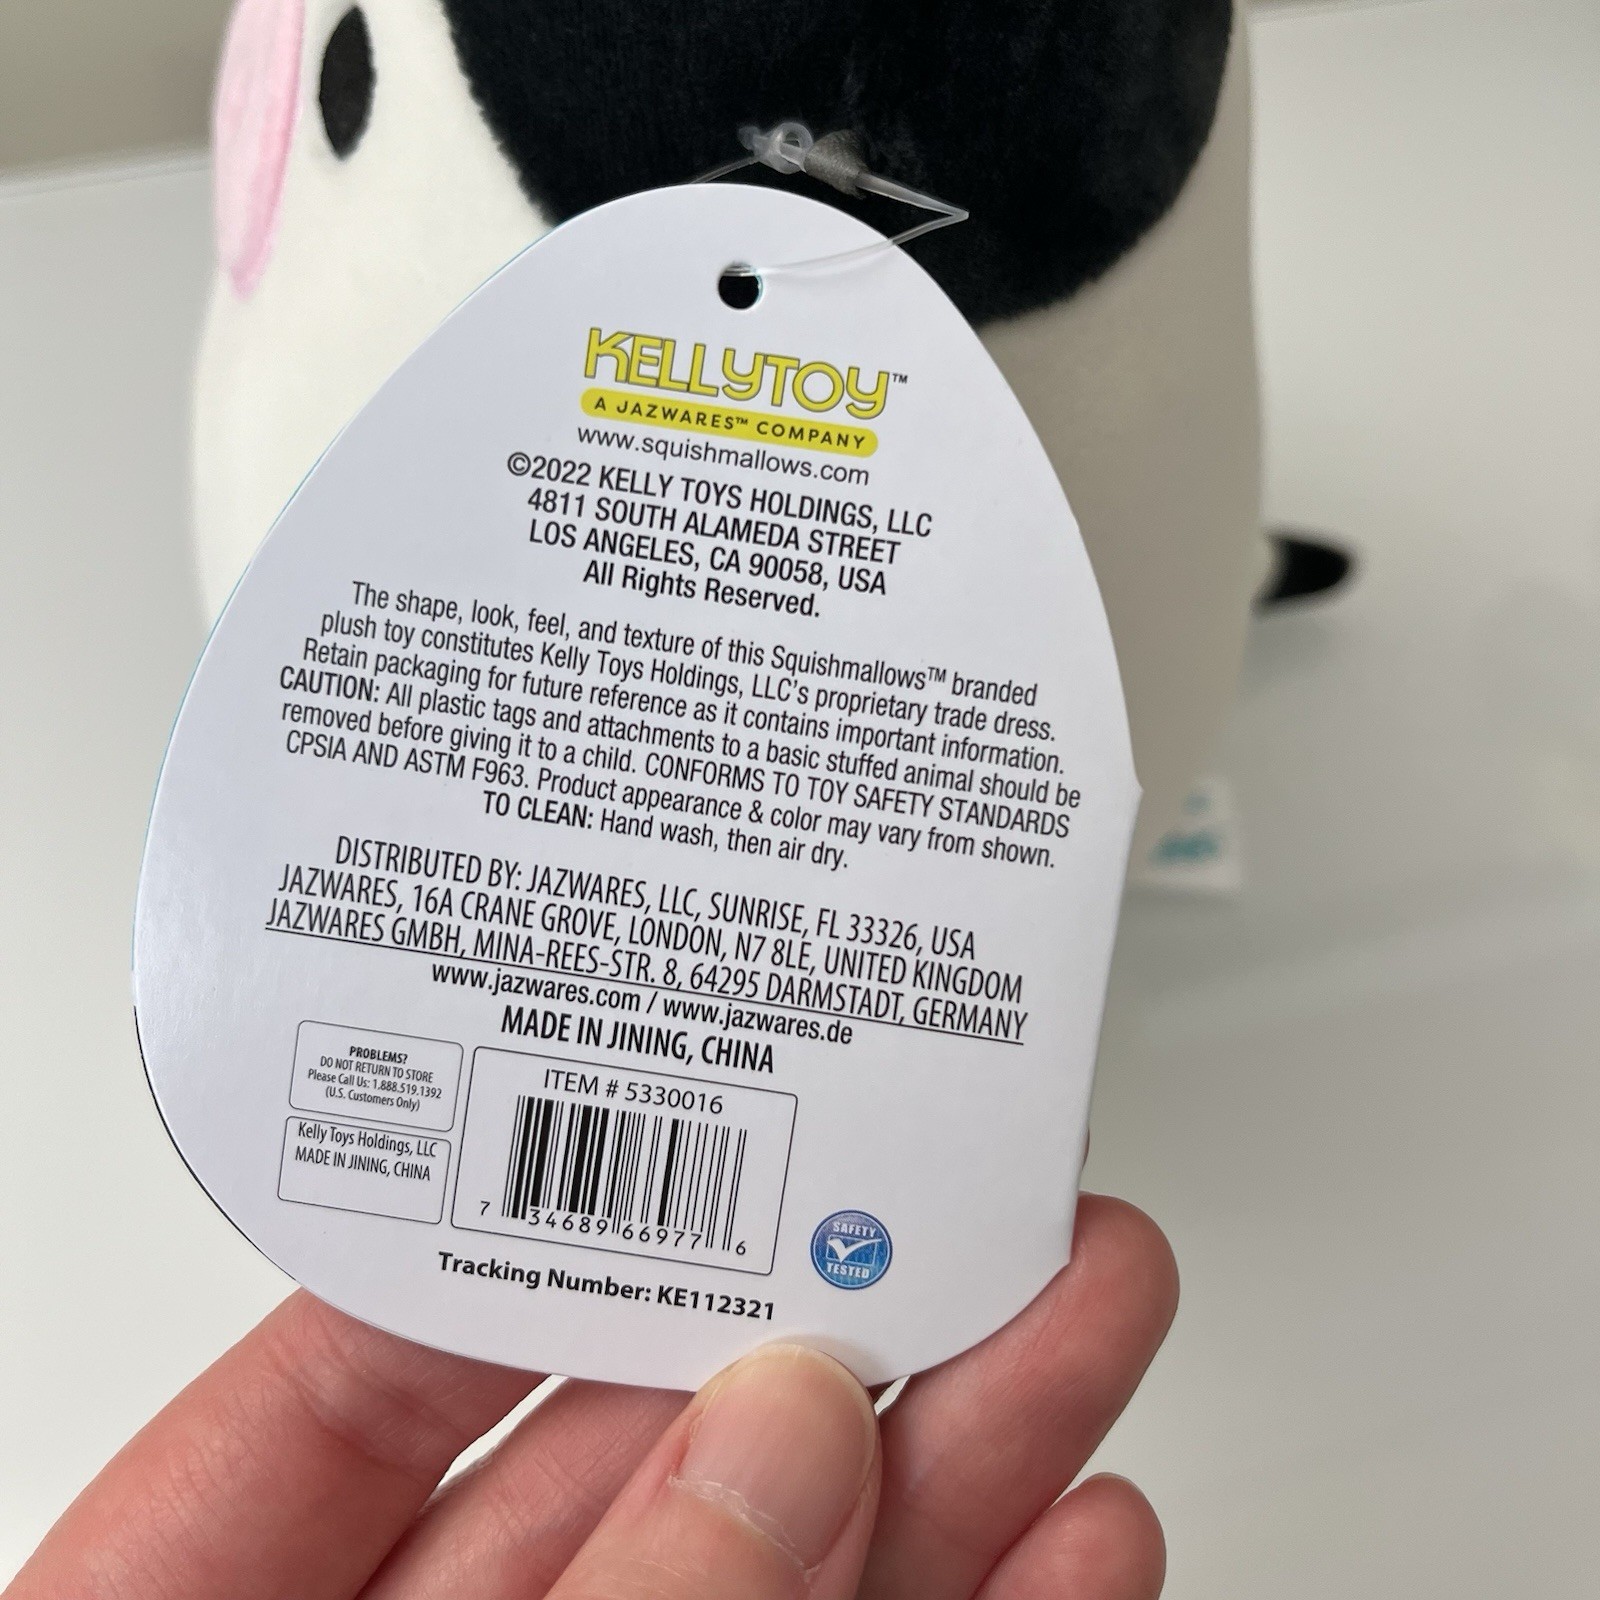 KELLYTOY™
A JAZWARES™ COMPANY
www.squishmallows.com
©2022 KELLY TOYS HOLDINGS, LLC
4811 SOUTH ALAMEDA STREET
LOS ANGELES, CA 90058, USA
All Rights Reserved.
The shape, look, feel, and texture of this Squishmallows™ branded
plush toy constitutes Kelly Toys Holdings, LLC's proprietary trade dress.
Retain packaging for future reference as it contains important information.
CAUTION: All plastic tags and attachments to a basic stuffed animal should be
removed before giving it to a child. CONFORMS TO TOY SAFETY STANDARDS
CPSIA AND ASTM F963. Product appearance & color may vary from shown.
TO CLEAN: Hand wash, then air dry.
DISTRIBUTED BY: JAZWARES, LLC, SUNRISE, FL 33326, USA
JAZWARES, 16A CRANE GROVE, LONDON, N7 8LE, UNITED KINGDOM
JAZWARES GMBH, MINA-REES-STR. 8, 64295 DARMSTADT, GERMANY
www.jazwares.com / www.jazwares.de
MADE IN JINING, CHINA
PROBLEMS?
DO NOT RETURN TO STORE
Please Call Us: 1.888.519.1392
(U.S. Customers Only)
Kelly Toys Holdings, LLC
MADE IN JINING, CHINA
ITEM # 5330016
7 34689 66977 6
SAFETY
TESTED
Tracking Number: KE112321